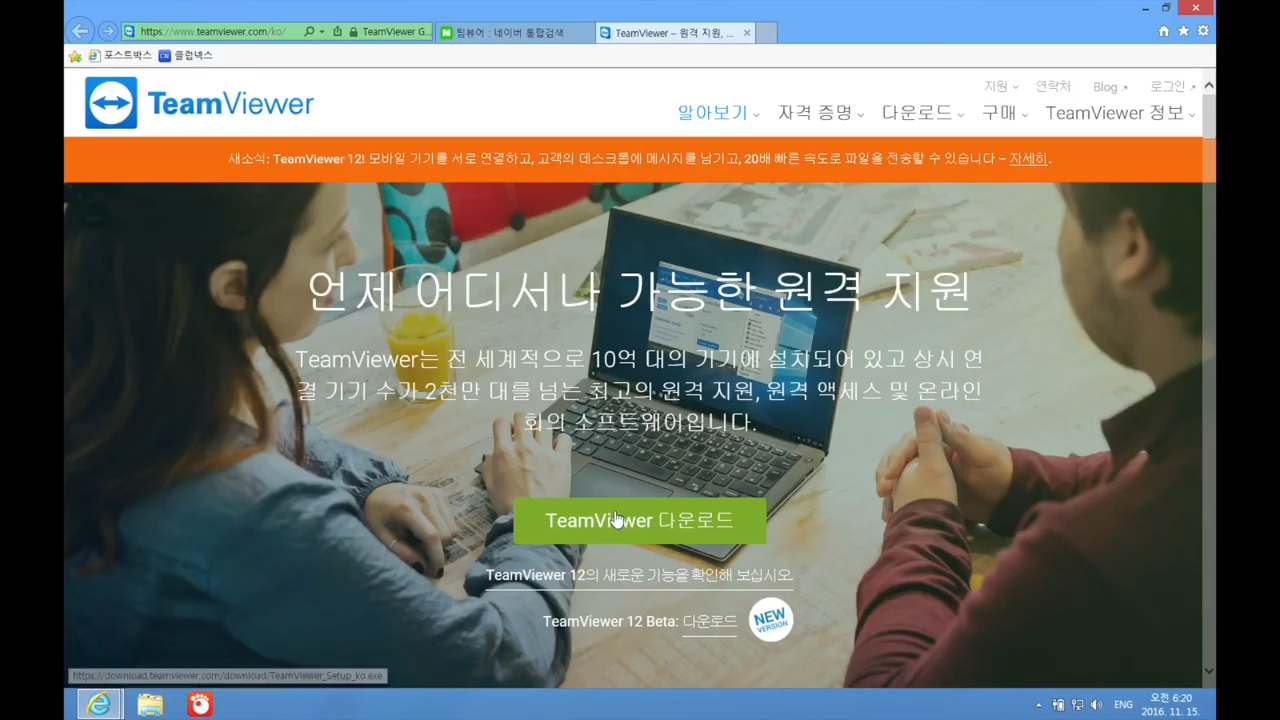 https://www.teamviewer.com/ko/
TeamViewer G...
팀뷰어 : 네이버 통합검색
TeamViewer – 원격 지원, ...
포스트박스
CN 클럽넥스
TeamViewer
지원
연락처
Blog
로그인
알아보기
자격 증명
다운로드
구매
TeamViewer 정보
새소식: TeamViewer 12! 모바일 기기를 서로 연결하고, 고객의 데스크톱에 메시지를 남기고, 20배 빠른 속도로 파일을 전송할 수 있습니다 – 자세히.
언제 어디서나 가능한 원격 지원
TeamViewer는 전 세계적으로 10억 대의 기기에 설치되어 있고 상시 연
결 기기 수가 2천만 대를 넘는 최고의 원격 지원, 원격 액세스 및 온라인
회의 소프트웨어입니다.
TeamViewer 다운로드
TeamViewer 12의 새로운 기능을 확인해 보십시오.
TeamViewer 12 Beta: 다운로드
NEW
VERSION
https://download.teamviewer.com/download/TeamViewer_Setup_ko.exe
ENG
오전 6:20
2016. 11. 15.